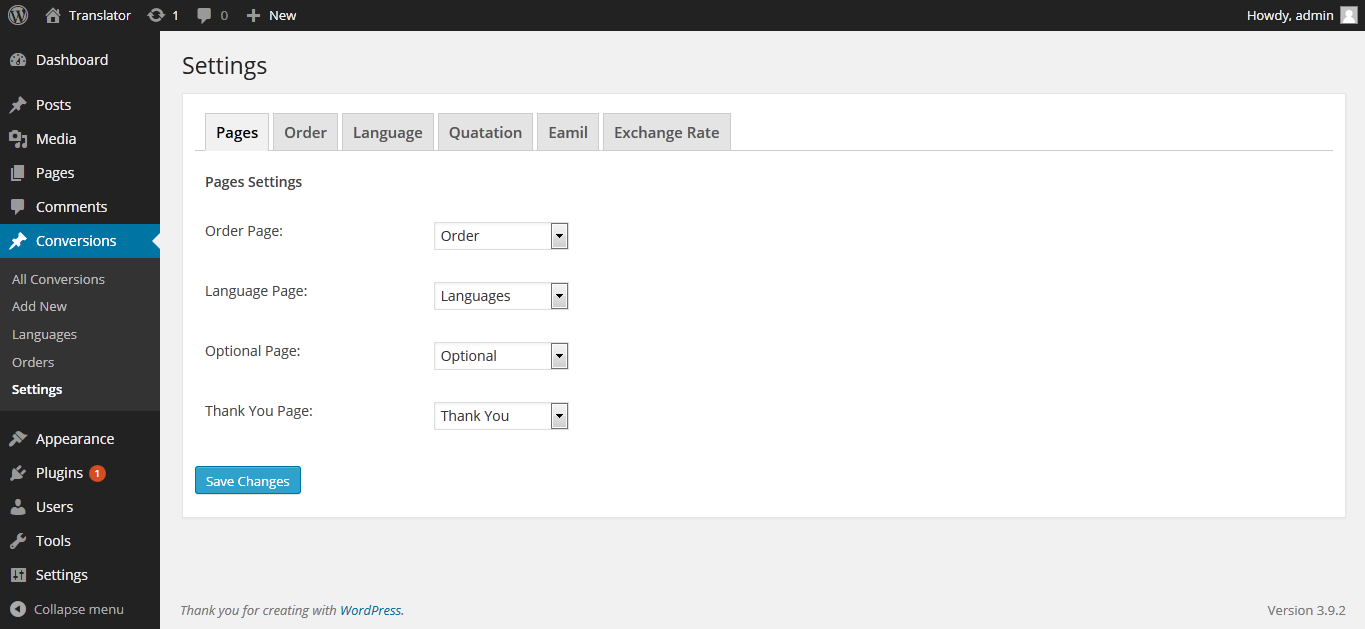 Translator 1 0 New Howdy, admin
Dashboard
Posts
Media
Pages
Comments
Conversions
All Conversions
Add New
Languages
Orders
Settings
Appearance
Plugins 1
Users
Tools
Settings
Collapse menu
Settings
Pages Order Language Quatation Eamil Exchange Rate
Pages Settings
Order Page: Order
Language Page: Languages
Optional Page: Optional
Thank You Page: Thank You
Save Changes
Thank you for creating with WordPress. Version 3.9.2